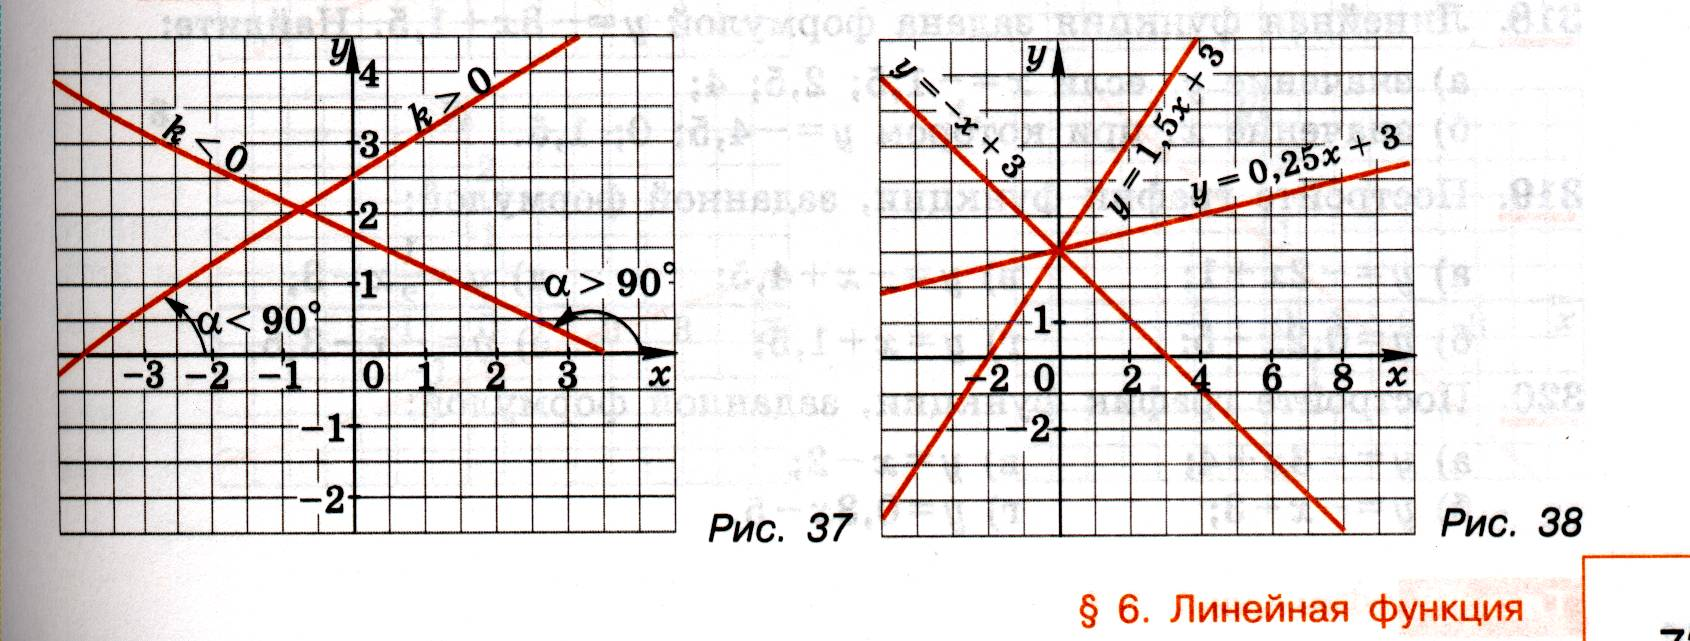 y
4
k > 0
k < 0
3
2
1
α > 90°
α < 90°
−3 −2 −1 0 1 2 3 x
−1
−2
Рис. 37
y
y = −x + 3
y = 1,5x + 3
y = 0,25x + 3
1
−2 0 2 4 6 8 x
−2
Рис. 38
§ 6. Линейная функция